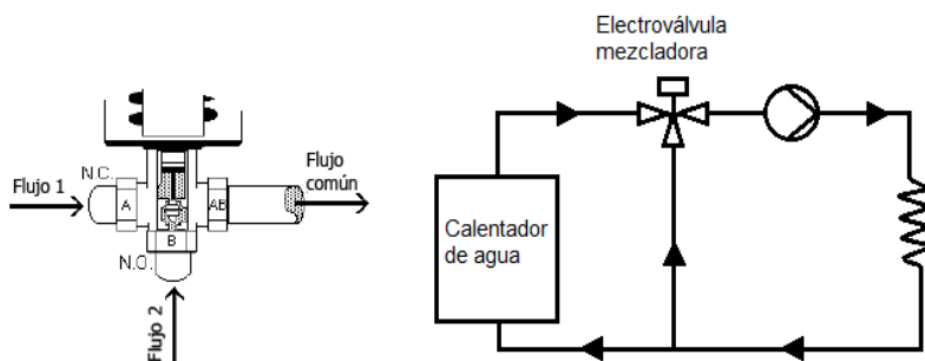 Electroválvula
mezcladora
Flujo
común
N.C.
Flujo 1
A
AB
B
N.O.
Flujo 2
Calentador
de agua